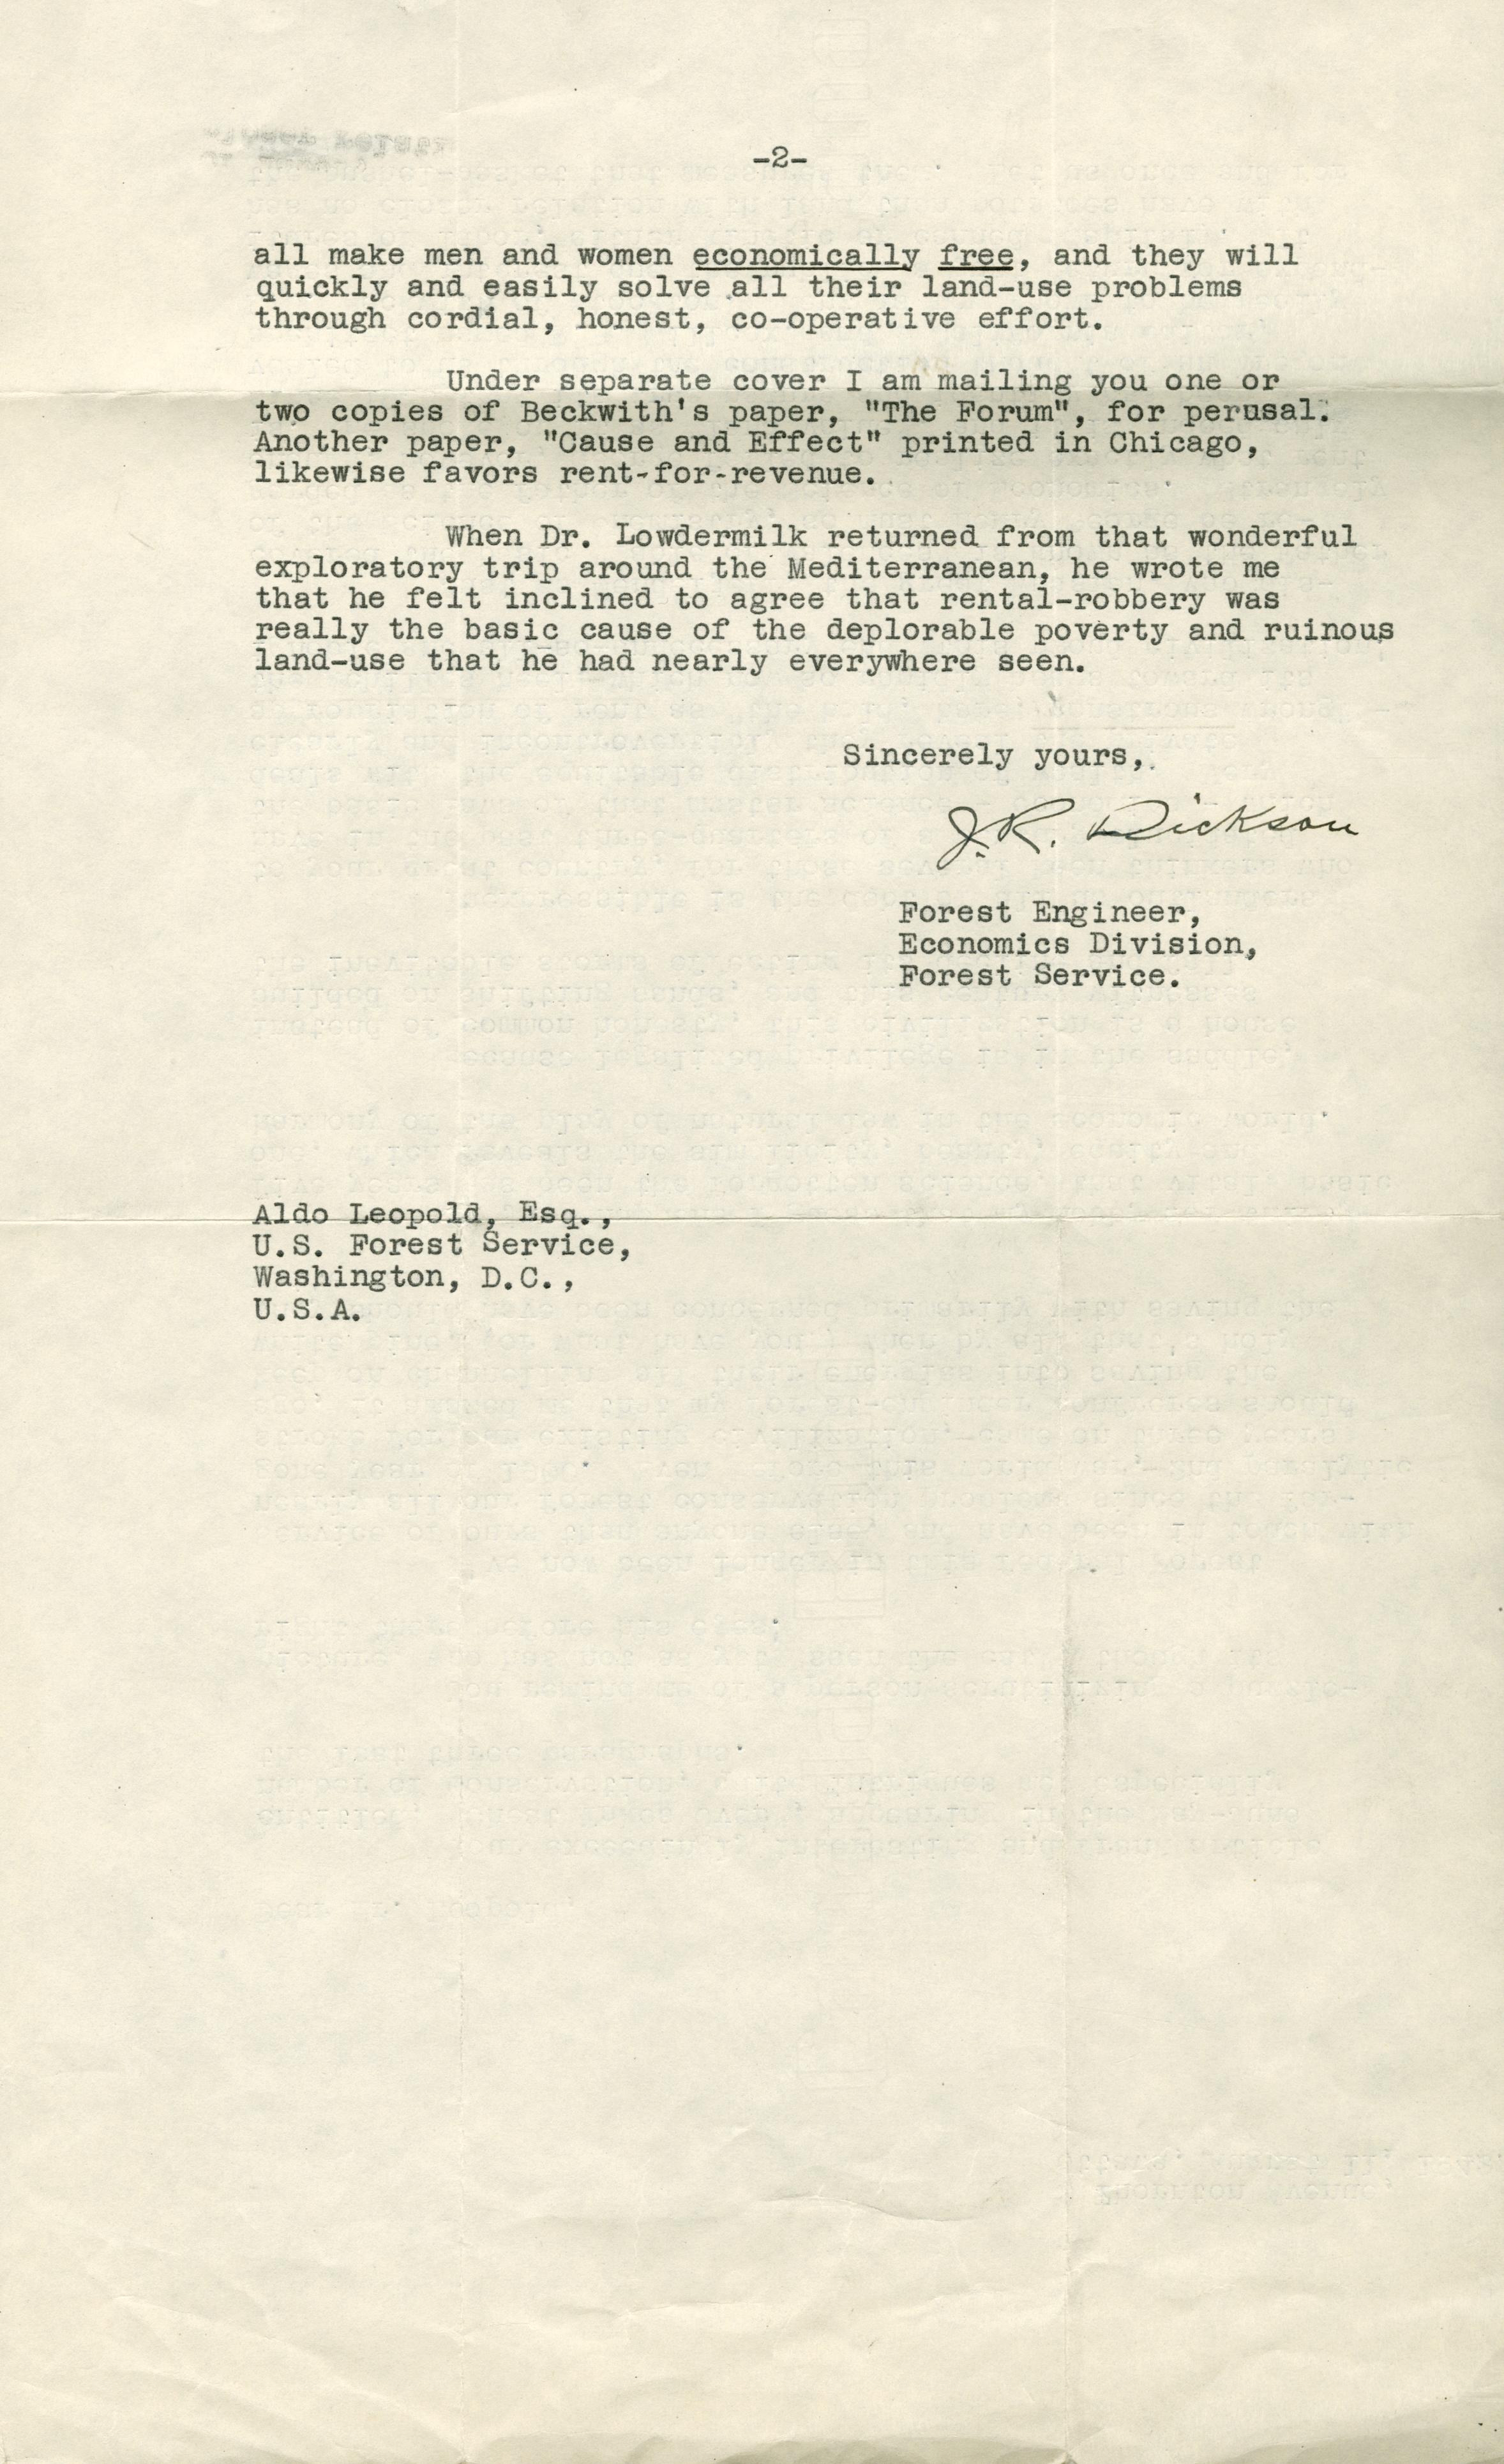 -2-
all make men and women economically free, and they will
quickly and easily solve all their land-use problems
through cordial, honest, co-operative effort.
Under separate cover I am mailing you one or
two copies of Beckwith's paper, "The Forum", for perusal.
Another paper, "Cause and Effect" printed in Chicago,
likewise favors rent-for-revenue.
When Dr. Lowdermilk returned from that wonderful
exploratory trip around the Mediterranean, he wrote me
that he felt inclined to agree that rental-robbery was
really the basic cause of the deplorable poverty and ruinous
land-use that he had nearly everywhere seen.
Sincerely yours,
J.R. Dickson
Forest Engineer,
Economics Division,
Forest Service.
Aldo Leopold, Esq.,
U.S. Forest Service,
Washington, D.C.,
U.S.A.